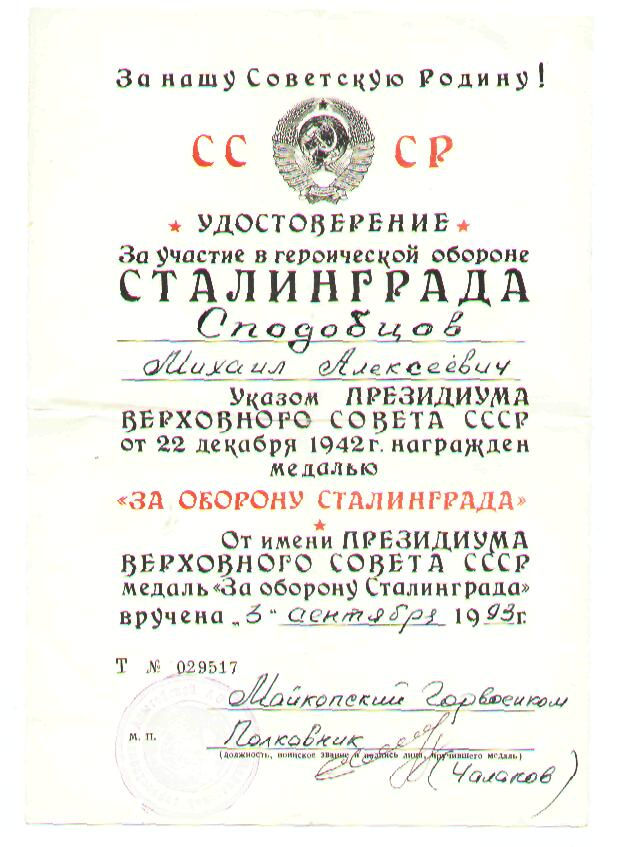 За нашу Советскую Родину!
СС СР
УДОСТОВЕРЕНИЕ
За участие в героической обороне
СТАЛИНГРАДА
Сподобцов
Михаил Алексеевич
Указом ПРЕЗИДИУМА
ВЕРХОВНОГО СОВЕТА СССР
от 22 декабря 1942 г. награжден
медалью
«ЗА ОБОРОНУ СТАЛИНГРАДА»
От имени ПРЕЗИДИУМА
ВЕРХОВНОГО СОВЕТА СССР
медаль «За оборону Сталинграда»
вручена „3" сентября 1993 г.
Т № 029517
Майкопский Горвоенком
м. п. Полковник
(должность, воинское звание и подпись лица, вручившего медаль)
(Чалаков)